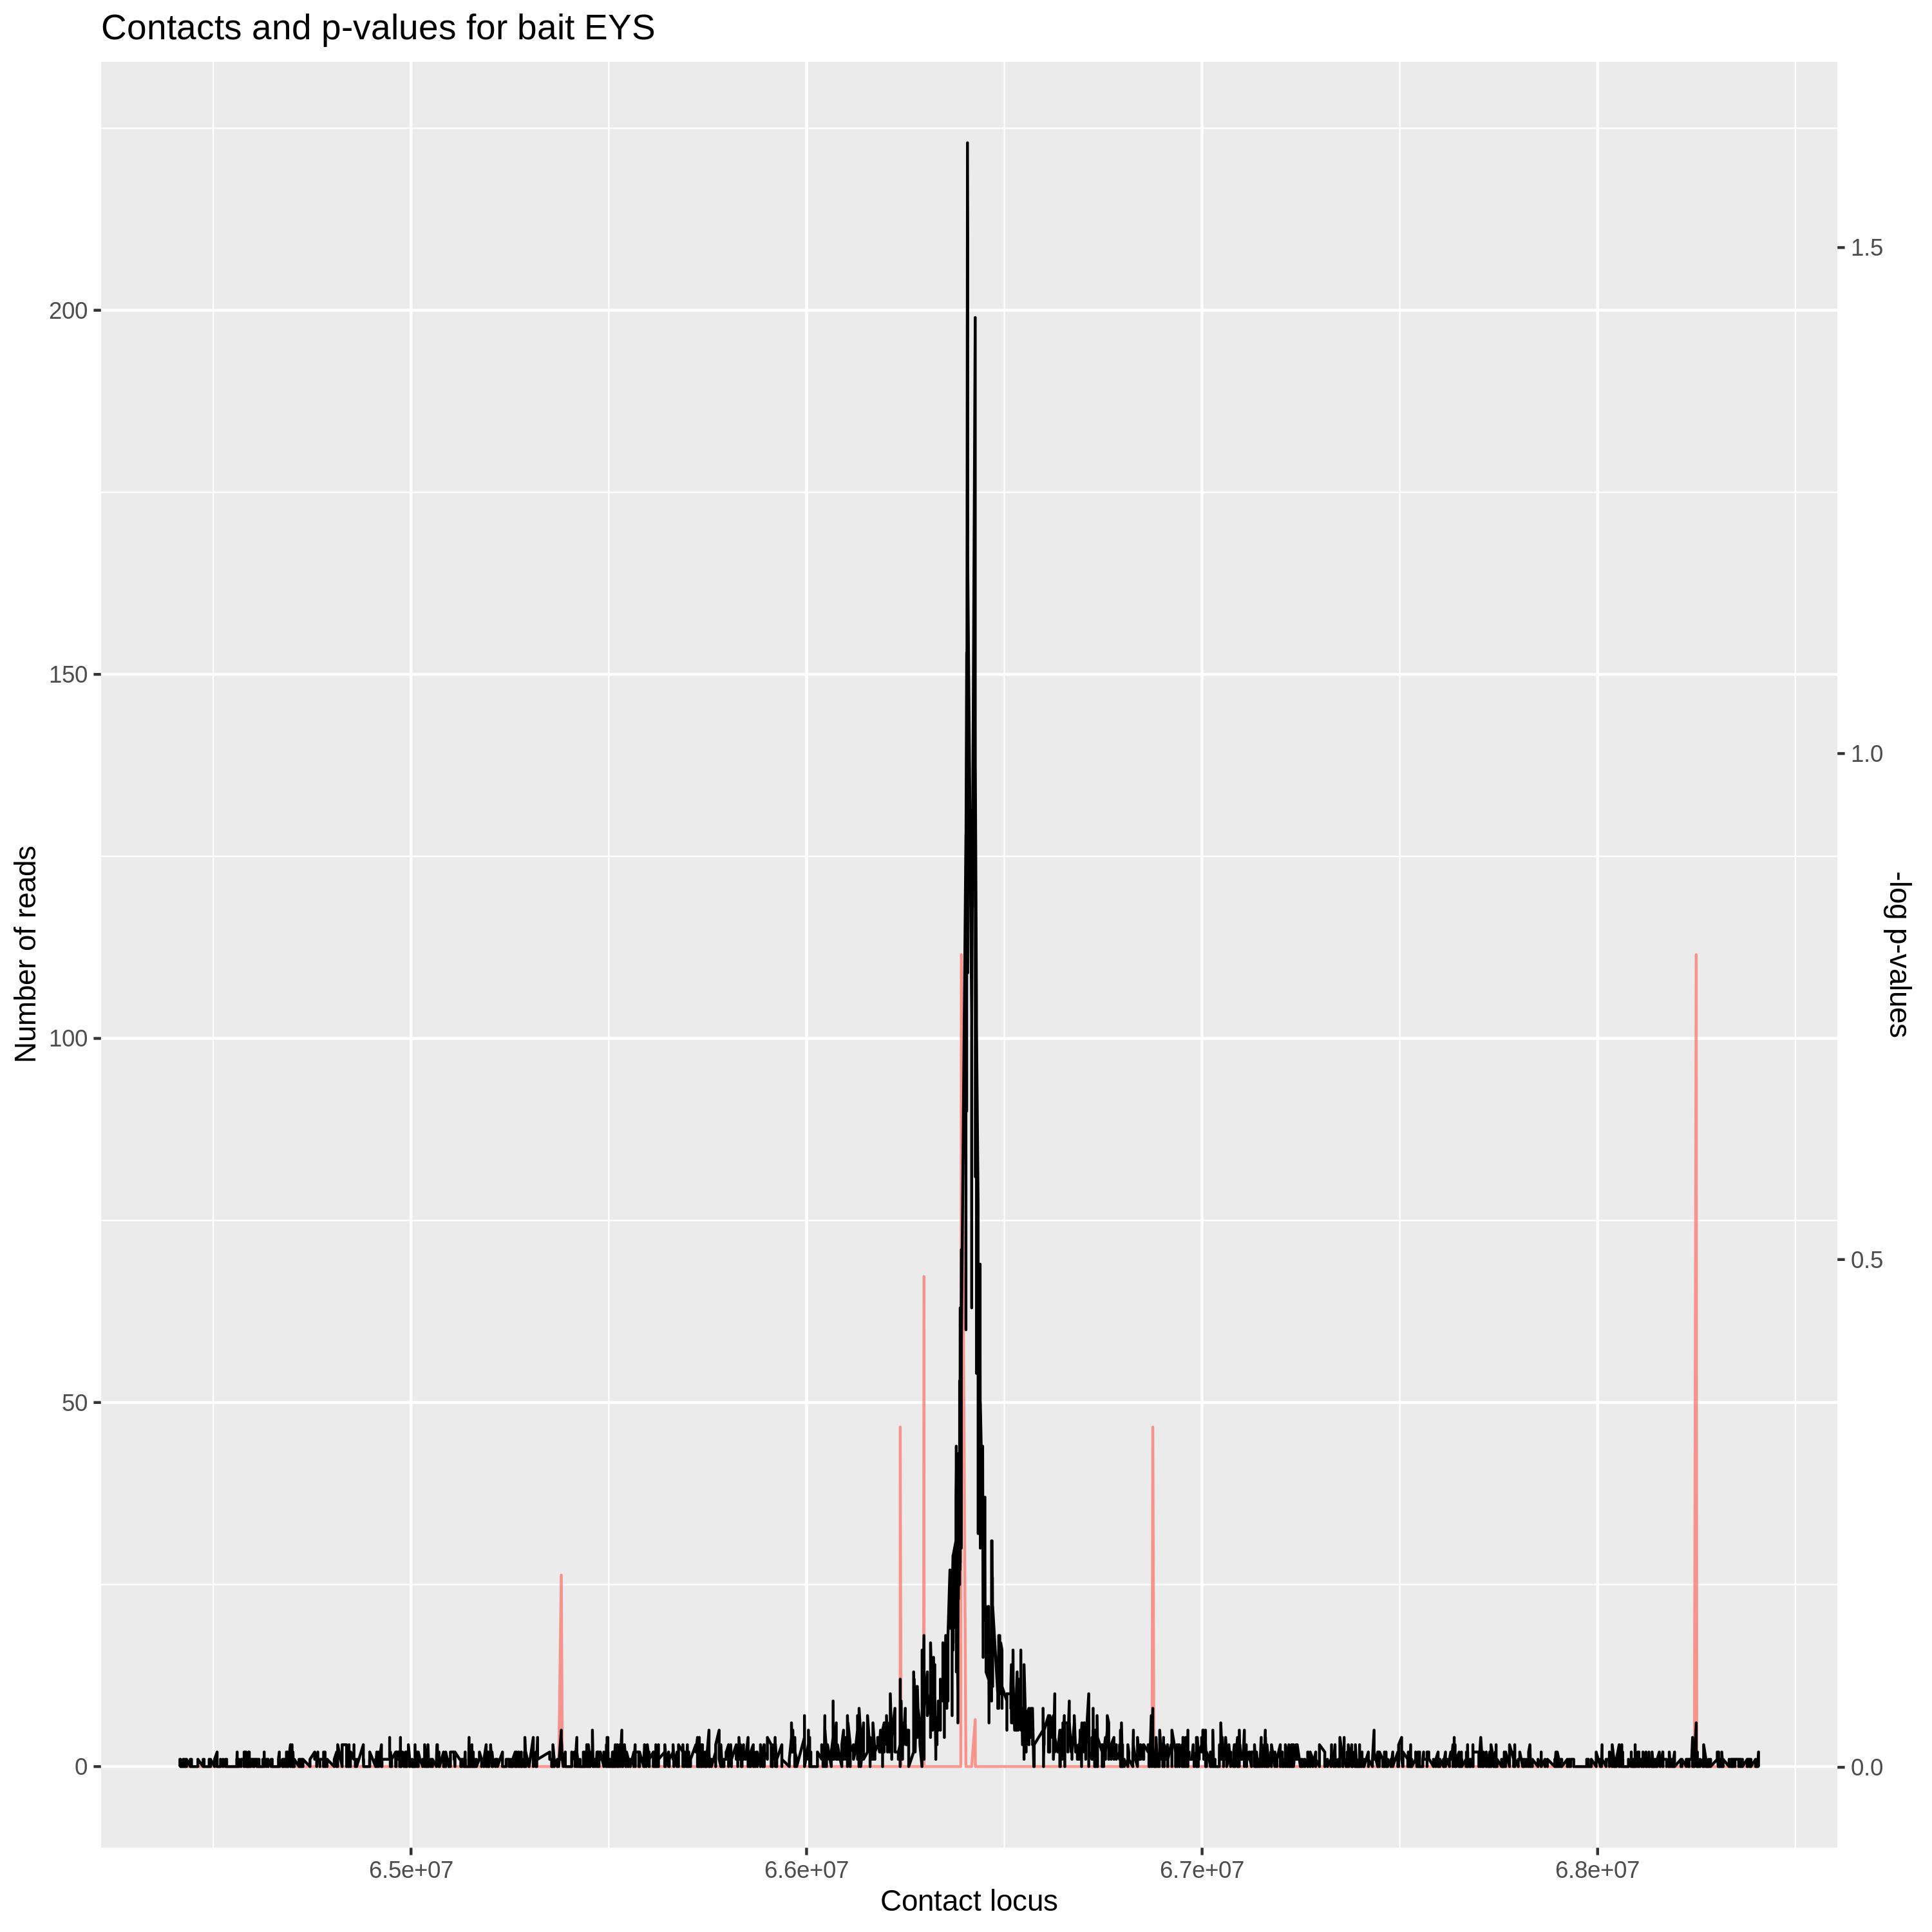 Contacts and p-values for bait EYS
Number of reads
200
150
100
50
0
1.5
1.0
0.5
0.0
-log p-values
6.5e+07 6.6e+07 6.7e+07 6.8e+07
Contact locus